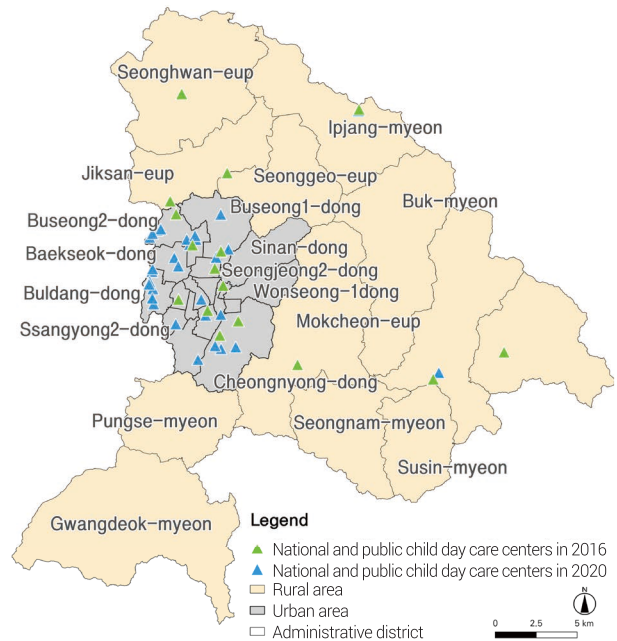 Seonghwan-eup
Ipjang-myeon
Jiksan-eup
Seonggeo-eup
Buk-myeon
Buseong1-dong
Buseong2-dong
Sinan-dong
Baekseok-dong
Seongjeong2-dong
Buldang-dong
Wonseong-1dong
Mokcheon-eup
Ssangyong2-dong
Cheongnyong-dong
Pungse-myeon
Seongnam-myeon
Susin-myeon
Gwangdeok-myeon
Legend
National and public child day care centers in 2016
National and public child day care centers in 2020
Rural area
Urban area
Administrative district
N
0 2.5 5 km